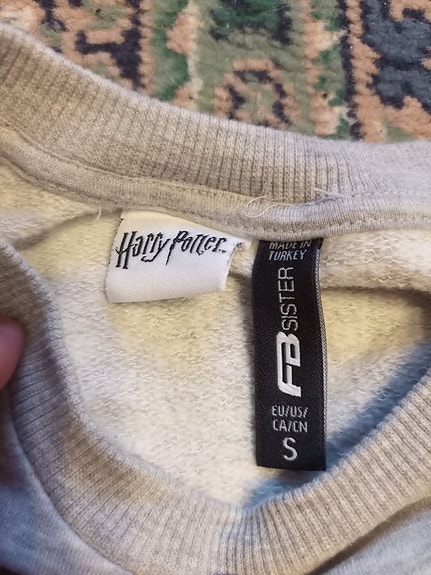 Harry Potter
MADE IN
TURKEY
FB SISTER
EU/US/
CA/CN
S